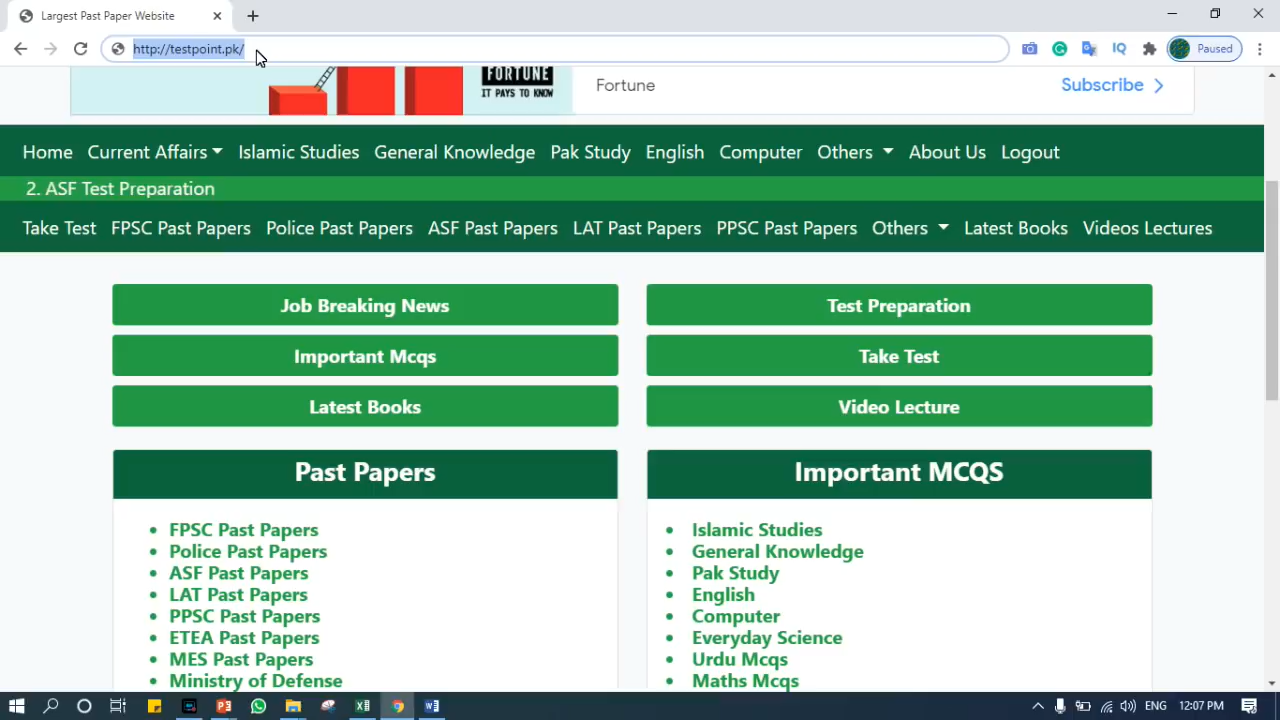 Largest Past Paper Website
http://testpoint.pk/
Paused
FORTUNE
IT PAYS TO KNOW
Fortune
Subscribe
Home Current Affairs Islamic Studies General Knowledge Pak Study English Computer Others About Us Logout
2. ASF Test Preparation
Take Test FPSC Past Papers Police Past Papers ASF Past Papers LAT Past Papers PPSC Past Papers Others Latest Books Videos Lectures
Job Breaking News
Test Preparation
Important Mcqs
Take Test
Latest Books
Video Lecture
Past Papers
FPSC Past Papers
Police Past Papers
ASF Past Papers
LAT Past Papers
PPSC Past Papers
ETEA Past Papers
MES Past Papers
Ministry of Defense
Important MCQS
Islamic Studies
General Knowledge
Pak Study
English
Computer
Everyday Science
Urdu Mcqs
Maths Mcqs
12:07 PM